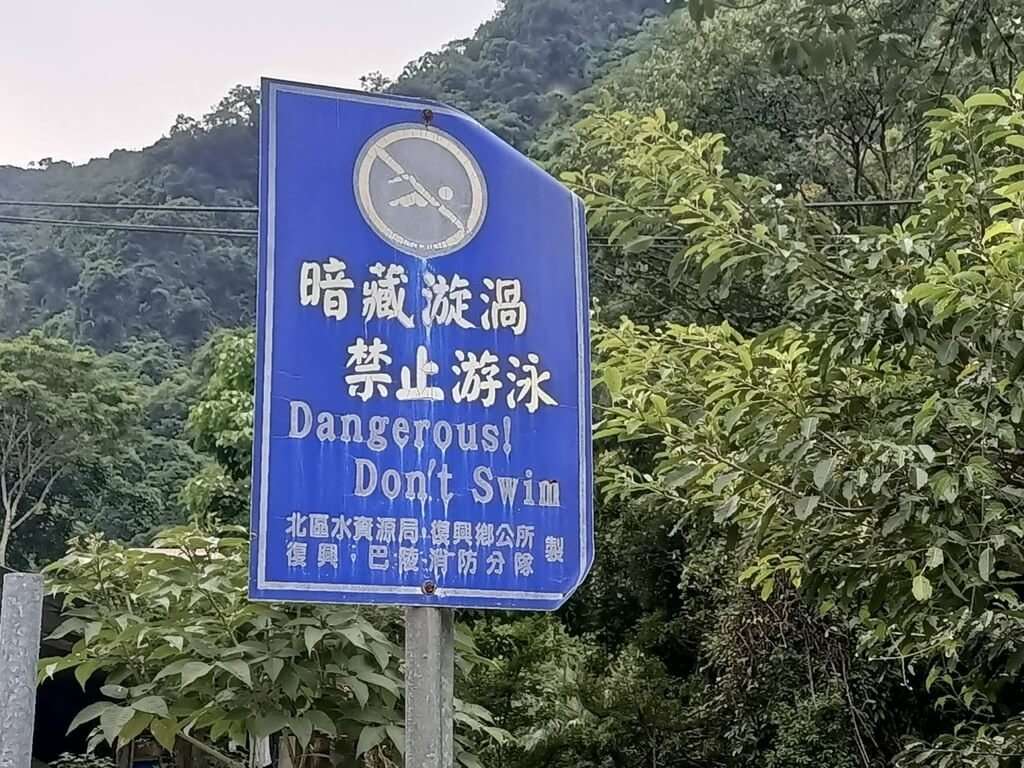 暗藏漩渦
禁止游泳
Dangerous!
Don't Swim
北區水資源局．復興鄉公所
復興．巴陵消防分隊 製